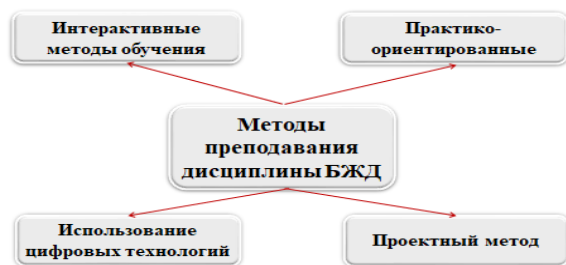 Интерактивные
методы обучения
Практико-
ориентированные
Методы
преподавания
дисциплины БЖД
Использование
цифровых технологий
Проектный метод